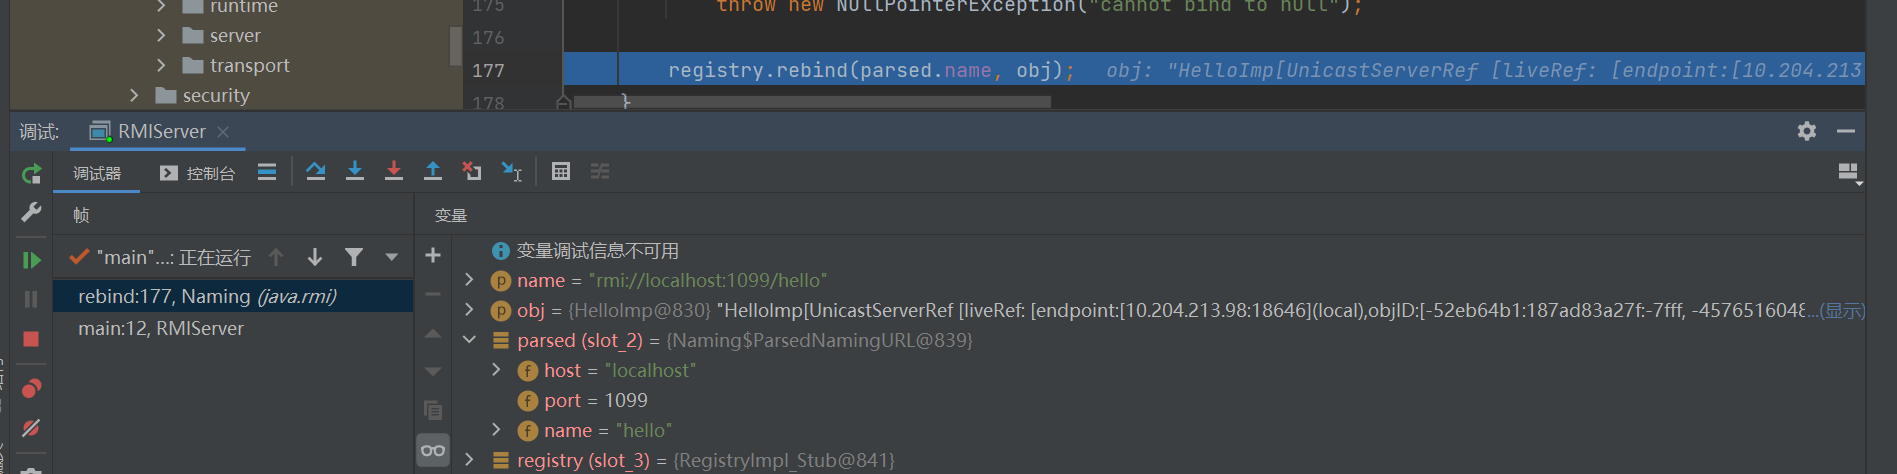 runtime
server
transport
security
175 throw new NullPointerException("cannot bind to null");
176
177 registry.rebind(parsed.name, obj); obj: "HelloImp[UnicastServerRef [liveRef: [endpoint:[10.204.213
178 }
调试: RMIServer
调试器 控制台
帧 变量
"main"...: 正在运行
rebind:177, Naming (java.rmi)
main:12, RMIServer
变量调试信息不可用
name = "rmi://localhost:1099/hello"
obj = {HelloImp@830} "HelloImp[UnicastServerRef [liveRef: [endpoint:[10.204.213.98:18646](local),objID:[-52eb64b1:187ad83a27f:-7fff, -4576516048...(显示)
parsed (slot_2) = {Naming$ParsedNamingURL@839}
host = "localhost"
port = 1099
name = "hello"
registry (slot_3) = {RegistryImpl_Stub@841}